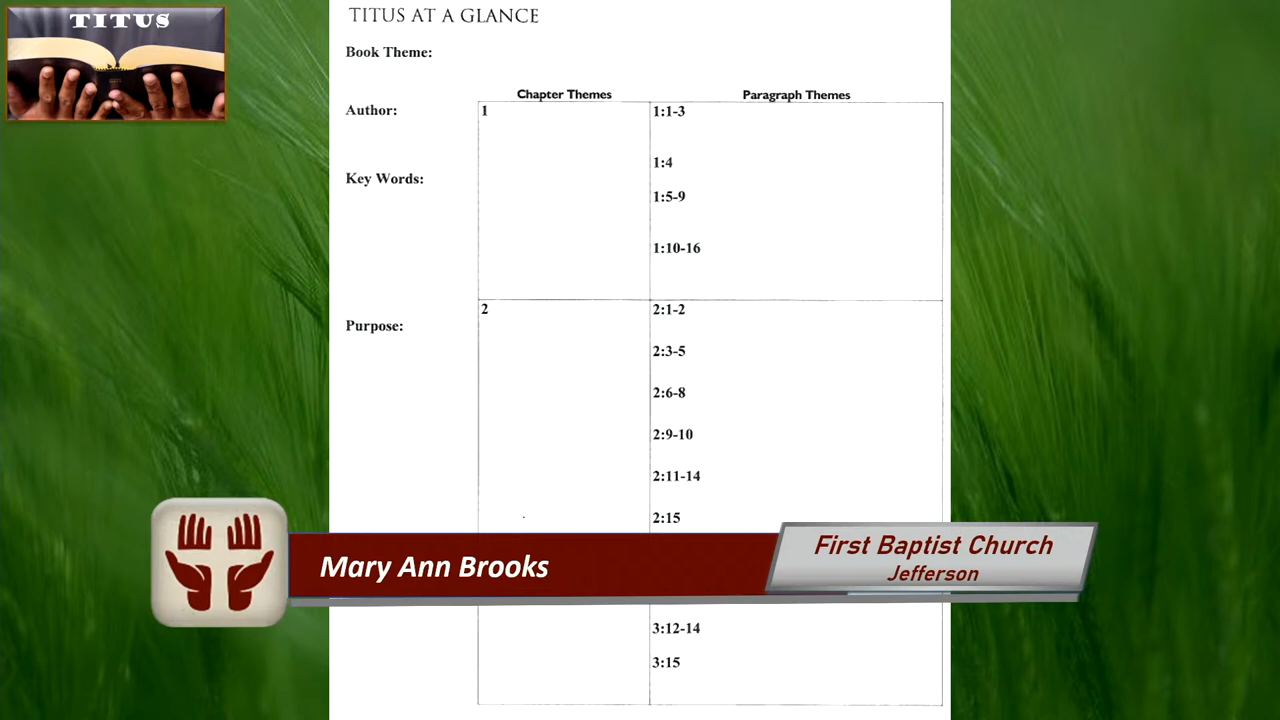 TITUS
TITUS AT A GLANCE
Book Theme:
Chapter Themes
Paragraph Themes
Author:
Key Words:
Purpose:
1
1:1-3
1:4
1:5-9
1:10-16
2
2:1-2
2:3-5
2:6-8
2:9-10
2:11-14
2:15
3:12-14
3:15
Mary Ann Brooks
First Baptist Church
Jefferson